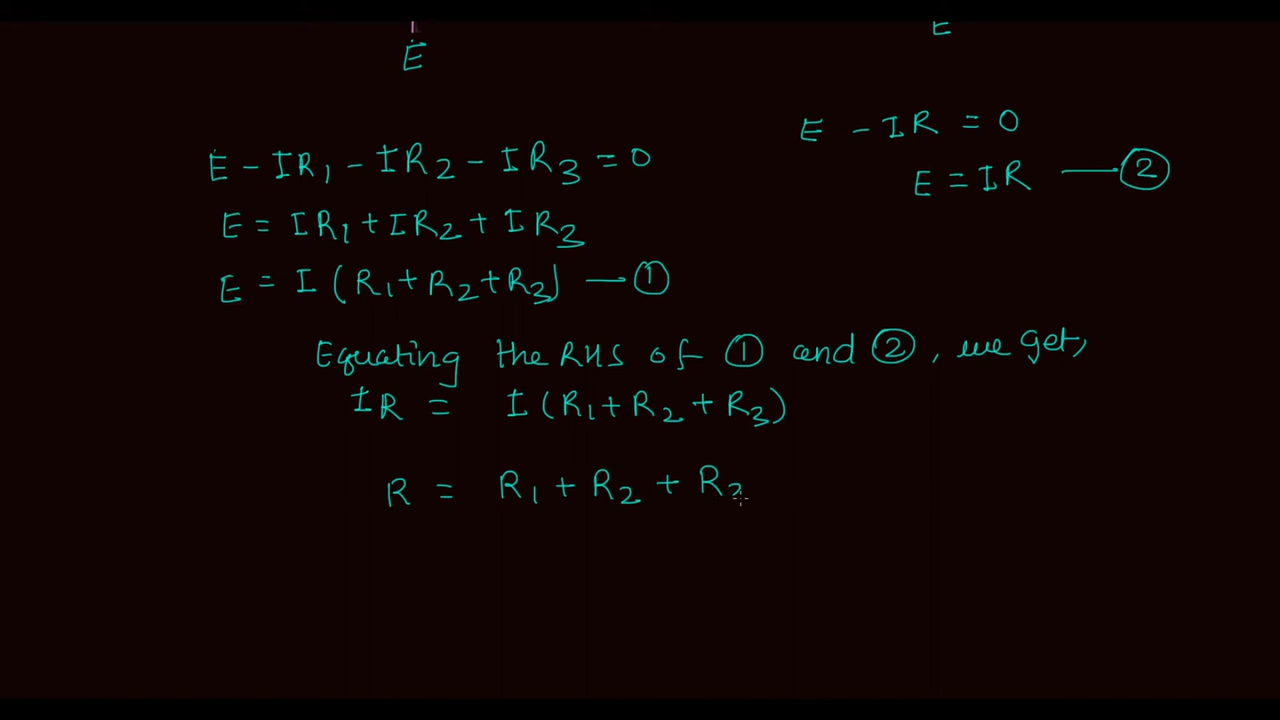 E
E
E - IR₁ - IR₂ - IR₃ = 0
E = IR₁ + IR₂ + IR₃
E = I (R₁ + R₂ + R₃) — ①
E - IR = 0
E = IR — ②
Equating the RHS of ① and ②, we get,
IR = I (R₁ + R₂ + R₃)
R = R₁ + R₂ + R